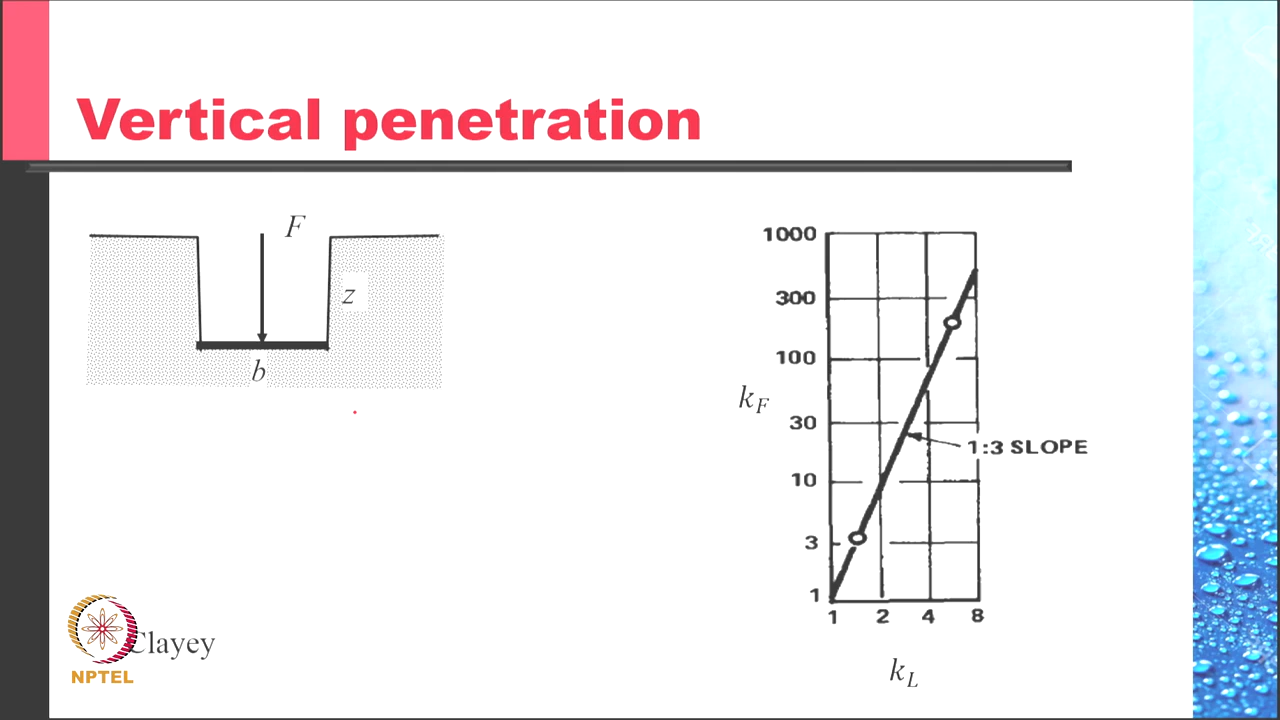 Vertical penetration
F
z
b
1000
300
100
30
10
3
1
k_F
1:3 SLOPE
1 2 4 8
k_L
Clayey
NPTEL